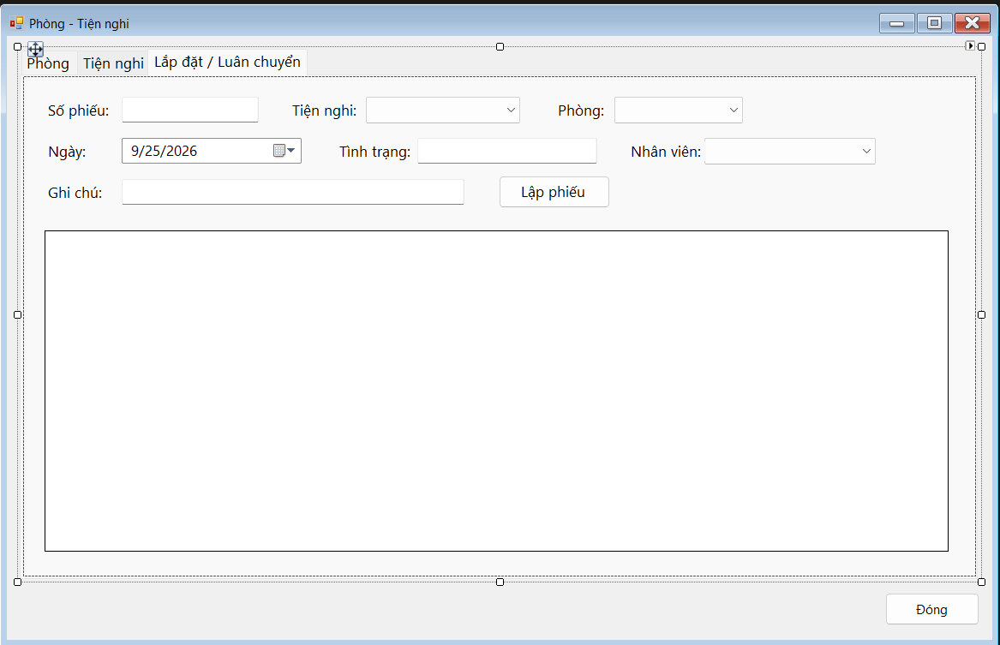 Phòng - Tiện nghi
Phòng Tiện nghi Lắp đặt / Luân chuyển
Số phiếu: Tiện nghi: Phòng:
Ngày: 9/25/2026 Tình trạng: Nhân viên:
Ghi chú: Lập phiếu
Đóng